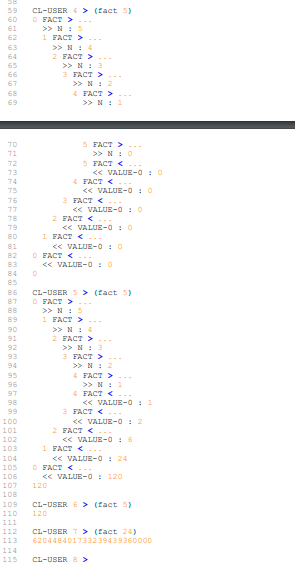 58
59 CL-USER 4 > (fact 5)
60 0 FACT > ...
61 >> N : 5
62 1 FACT > ...
63 >> N : 4
64 2 FACT > ...
65 >> N : 3
66 3 FACT > ...
67 >> N : 2
68 4 FACT > ...
69 >> N : 1
70 5 FACT > ...
71 >> N : 0
72 5 FACT < ...
73 << VALUE-0 : 0
74 4 FACT < ...
75 << VALUE-0 : 0
76 3 FACT < ...
77 << VALUE-0 : 0
78 2 FACT < ...
79 << VALUE-0 : 0
80 1 FACT < ...
81 << VALUE-0 : 0
82 0 FACT < ...
83 << VALUE-0 : 0
84 0
85
86 CL-USER 5 > (fact 5)
87 0 FACT > ...
88 >> N : 5
89 1 FACT > ...
90 >> N : 4
91 2 FACT > ...
92 >> N : 3
93 3 FACT > ...
94 >> N : 2
95 4 FACT > ...
96 >> N : 1
97 4 FACT < ...
98 << VALUE-0 : 1
99 3 FACT < ...
100 << VALUE-0 : 2
101 2 FACT < ...
102 << VALUE-0 : 6
103 1 FACT < ...
104 << VALUE-0 : 24
105 0 FACT < ...
106 << VALUE-0 : 120
107 120
108
109 CL-USER 6 > (fact 5)
110 120
111
112 CL-USER 7 > (fact 24)
113 620448401733239439360000
114
115 CL-USER 8 >